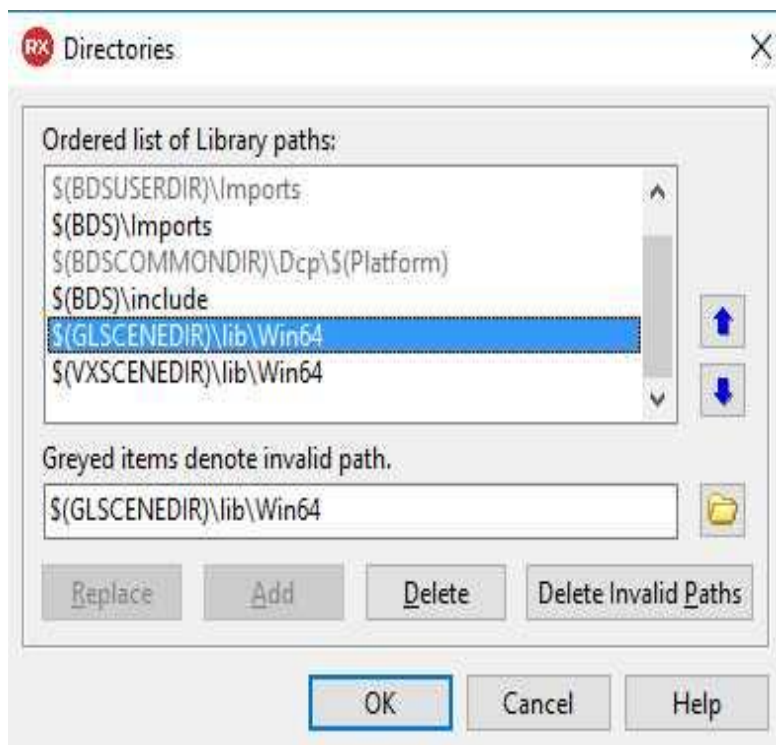 RX Directories
Ordered list of Library paths:
$(BDSUSERDIR)\Imports
$(BDS)\Imports
$(BDSCOMMONDIR)\Dcp\$(Platform)
$(BDS)\include
$(GLSCENEDIR)\lib\Win64
$(VXSCENEDIR)\lib\Win64
Greyed items denote invalid path.
$(GLSCENEDIR)\lib\Win64
Replace Add Delete Delete Invalid Paths
OK Cancel Help